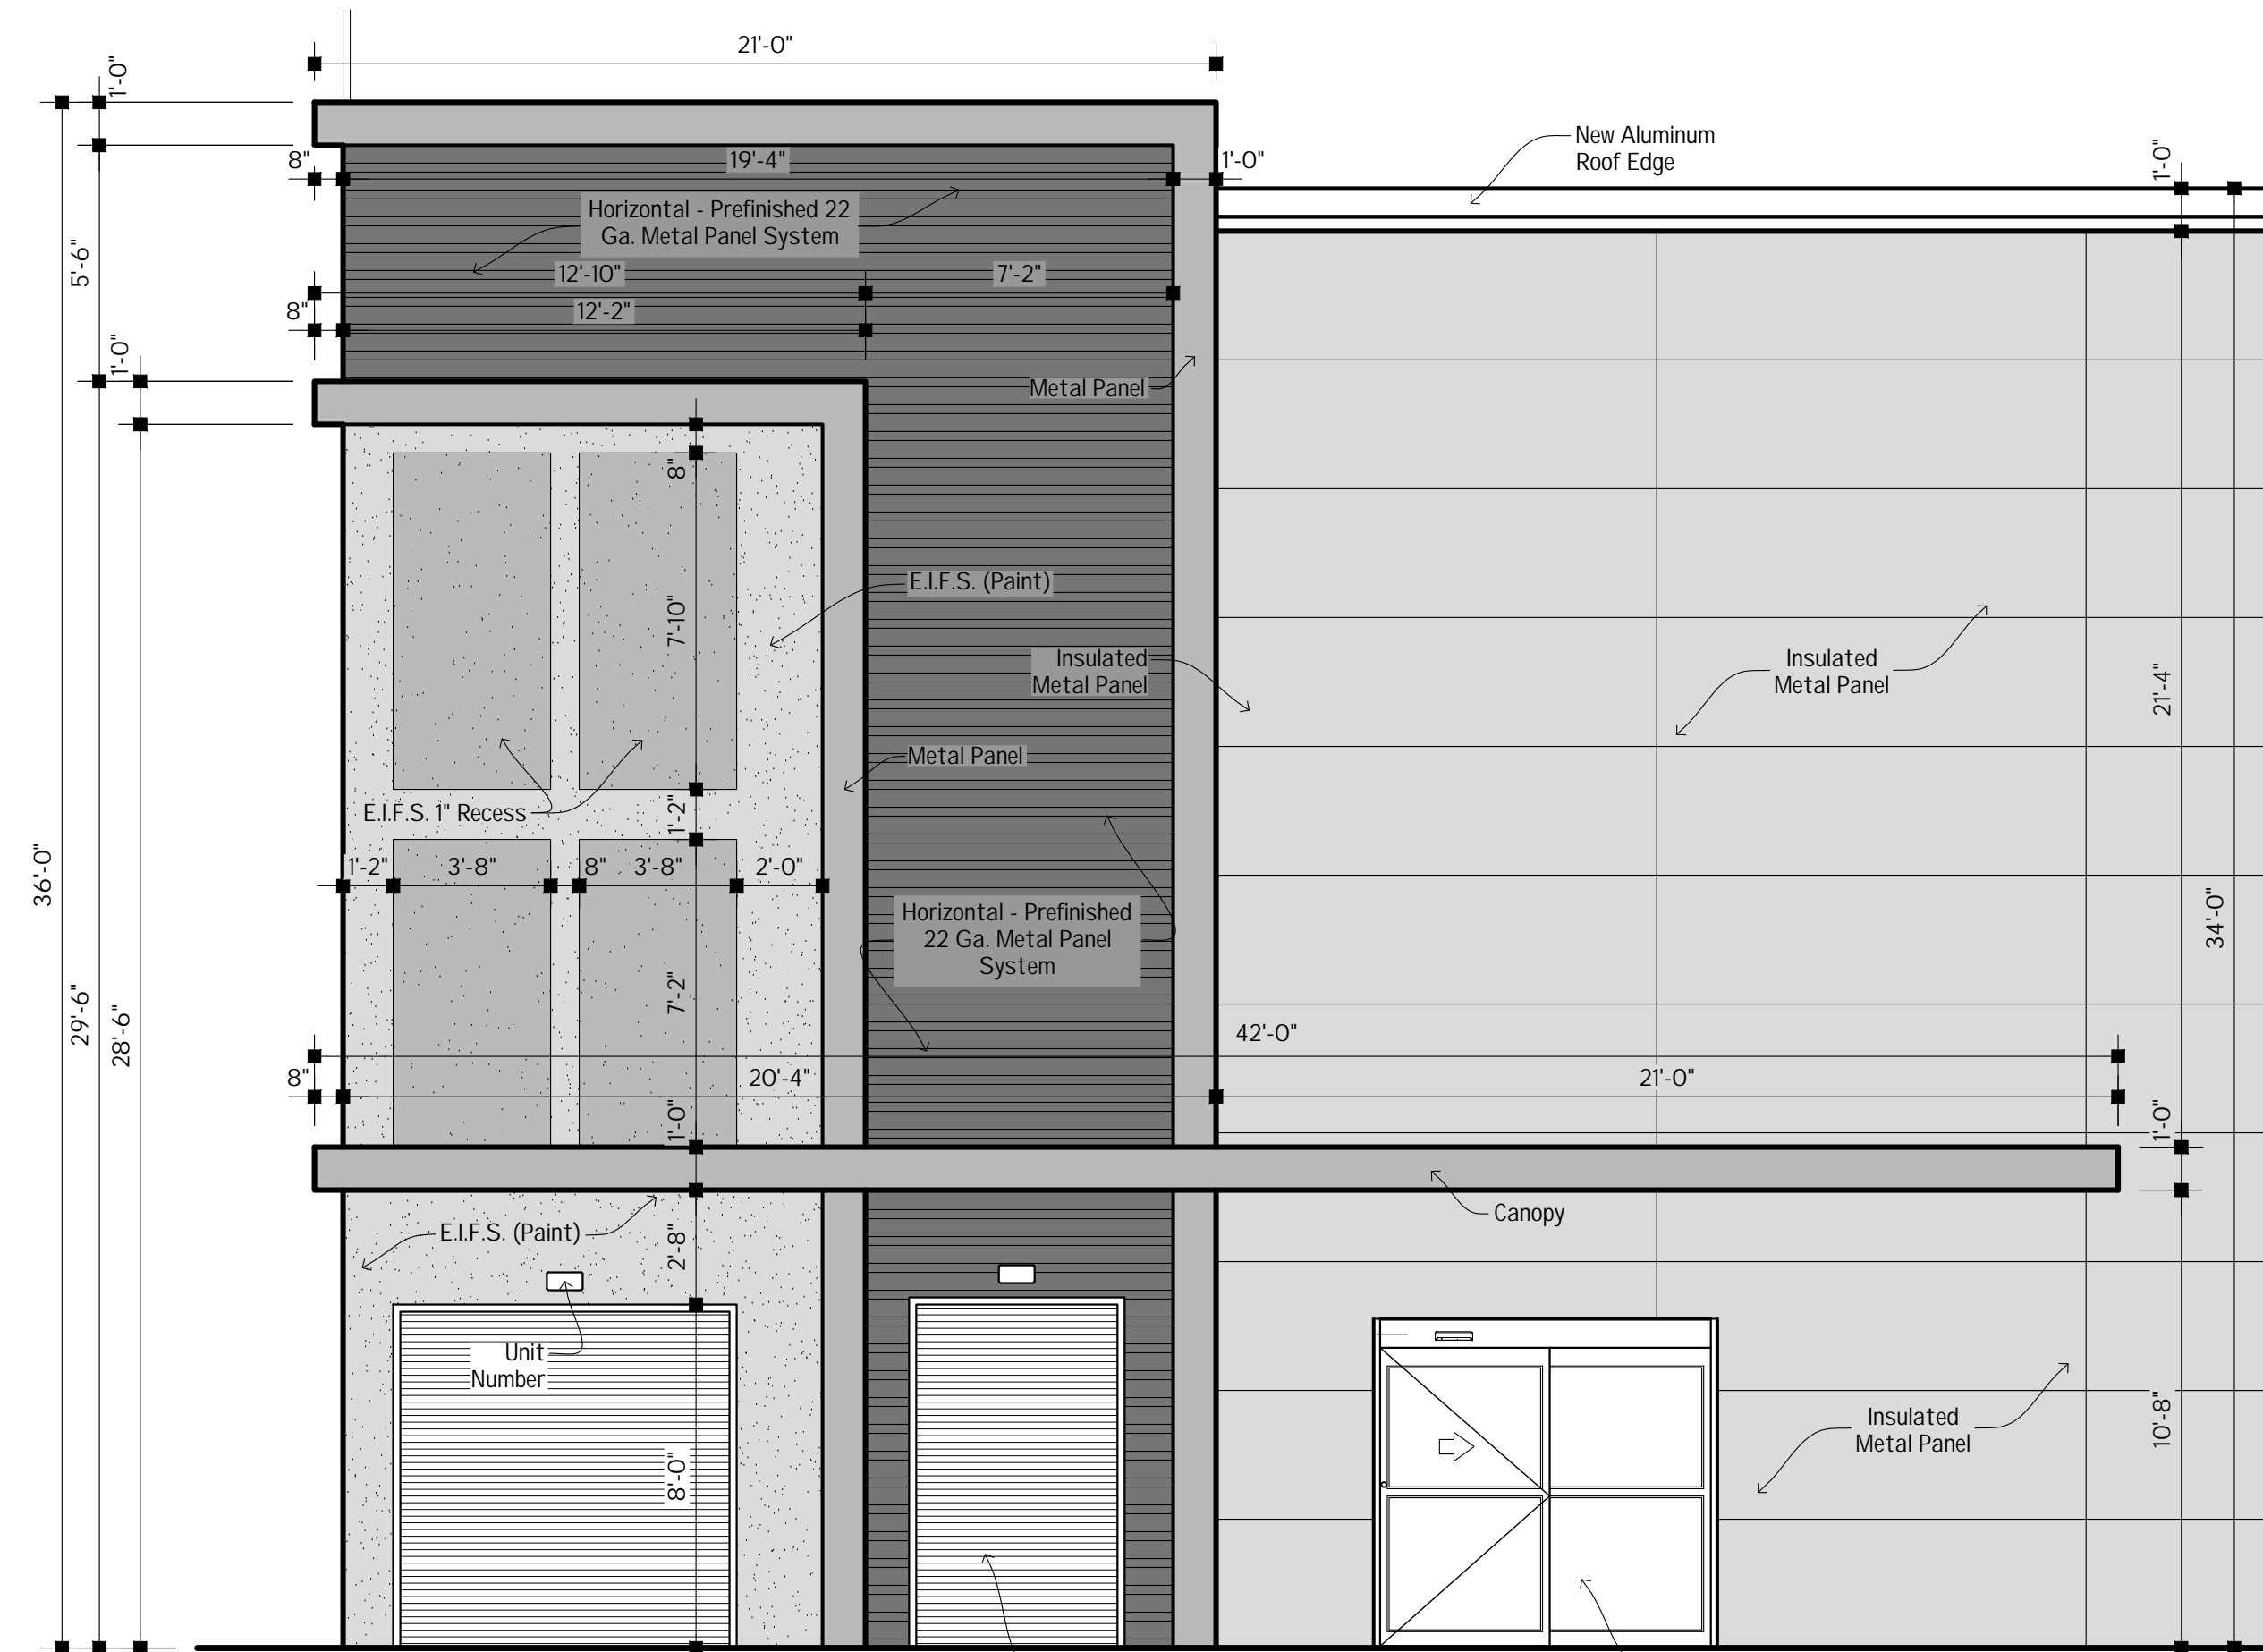 21'-0"
1'-0"
New Aluminum
Roof Edge
8"
19'-4"
1'-0"
1'-0"
Horizontal - Prefinished 22
Ga. Metal Panel System
5'-6"
12'-10"
7'-2"
8"
12'-2"
1'-0"
Metal Panel
8"
E.I.F.S. (Paint)
7'-10"
Insulated
Metal Panel
Insulated
Metal Panel
21'-4"
Metal Panel
E.I.F.S. 1" Recess
1'-2"
1'-2"
3'-8"
8"
3'-8"
2'-0"
36'-0"
Horizontal - Prefinished
22 Ga. Metal Panel
System
34'-0"
7'-2"
29'-6"
28'-6"
42'-0"
8"
20'-4"
21'-0"
1'-0"
1'-0"
Canopy
E.I.F.S. (Paint)
2'-8"
Unit
Number
8'-0"
Insulated
Metal Panel
10'-8"